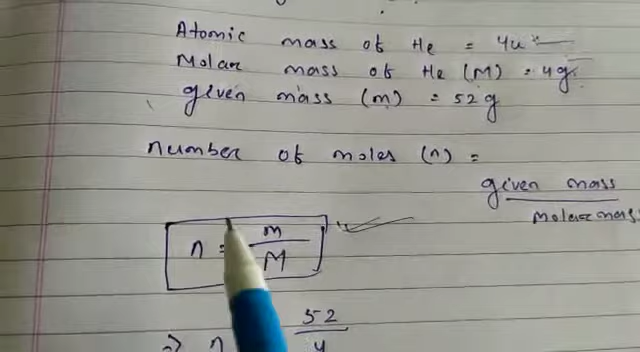 Atomic mass of He = 4u
Molar mass of He (M) = 4g
given mass (m) = 52g
number of moles (n) =
given mass
Molar mass
n = m
M
⇒ n 52
4